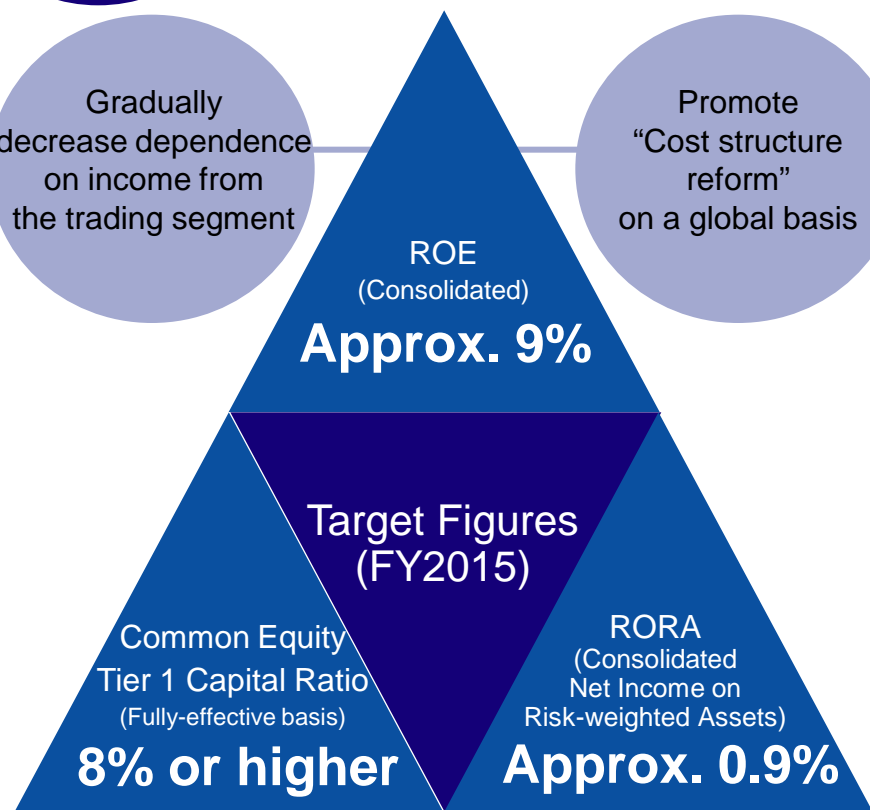 Gradually
decrease dependence
on income from
the trading segment
Promote
“Cost structure
reform”
on a global basis
ROE
(Consolidated)
Approx. 9%
Target Figures
(FY2015)
Common Equity
Tier 1 Capital Ratio
(Fully-effective basis)
8% or higher
RORA
(Consolidated
Net Income on
Risk-weighted Assets)
Approx. 0.9%